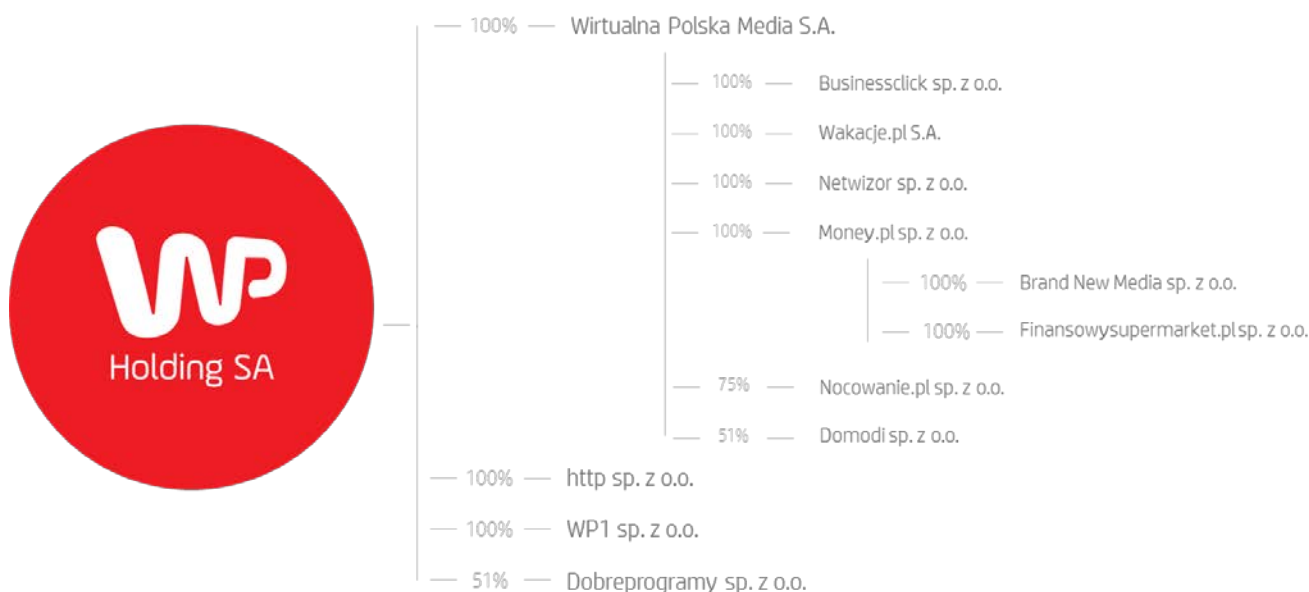 100% Wirtualna Polska Media S.A.
100% Businessclick sp. z o.o.
100% Wakacje.pl S.A.
100% Netwizor sp. z o.o.
100% Money.pl sp. z o.o.
100% Brand New Media sp. z o.o.
100% Finansowysupermarket.pl sp. z o.o.
75% Nocowanie.pl sp. z o.o.
51% Domodi sp. z o.o.
WP
Holding SA
100% http sp. z o.o.
100% WP1 sp. z o.o.
51% Dobreprogramy sp. z o.o.